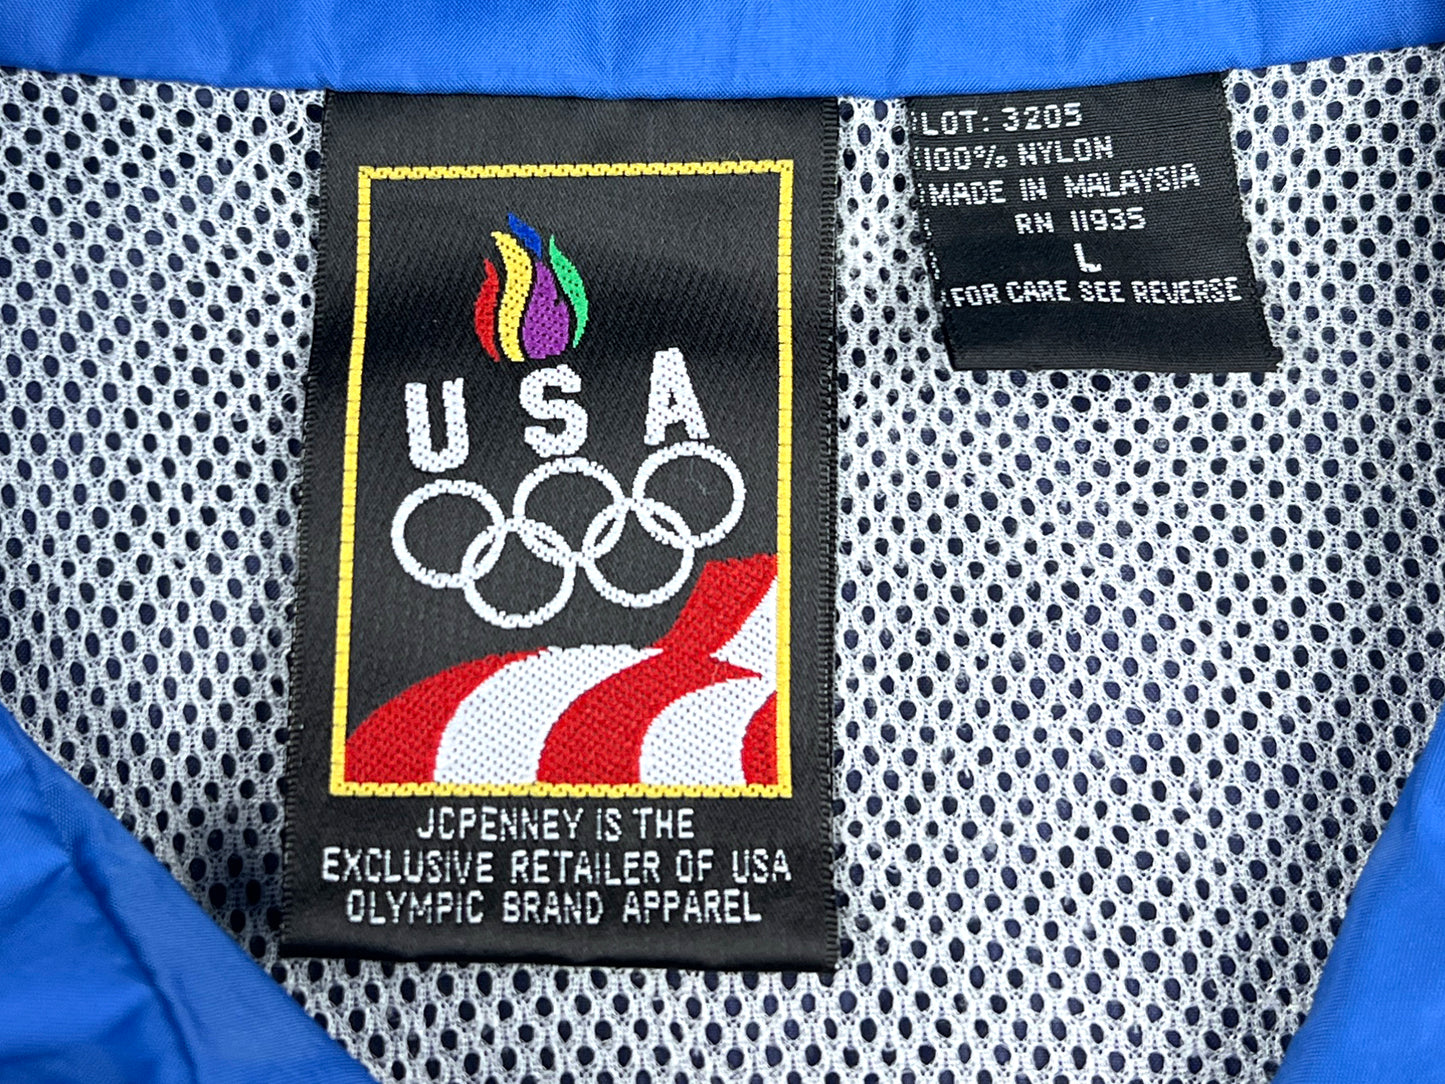 USA
JCPENNEY IS THE
EXCLUSIVE RETAILER OF USA
OLYMPIC BRAND APPAREL
LOT: 3205
100% NYLON
MADE IN MALAYSIA
RN 11935
L
FOR CARE SEE REVERSE